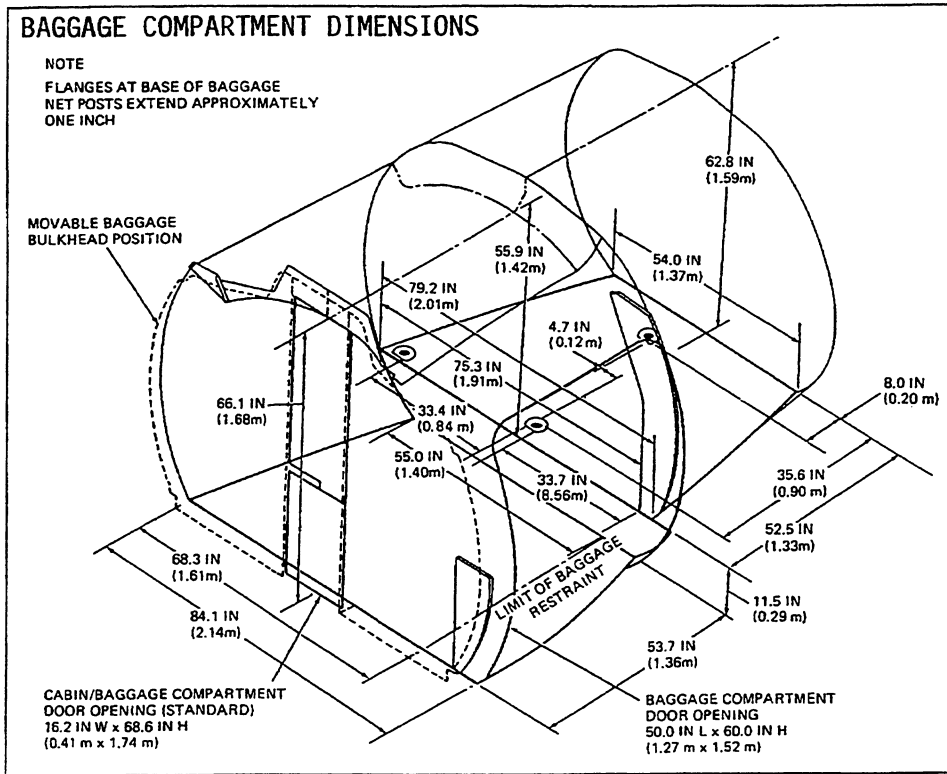 BAGGAGE COMPARTMENT DIMENSIONS
NOTE
FLANGES AT BASE OF BAGGAGE
NET POSTS EXTEND APPROXIMATELY
ONE INCH
62.8 IN
(1.59m)
MOVABLE BAGGAGE
BULKHEAD POSITION
55.9 IN
(1.42m)
54.0 IN
(1.37m)
79.2 IN
(2.01m)
4.7 IN
(0.12 m)
75.3 IN
(1.91m)
8.0 IN
(0.20 m)
66.1 IN
(1.68m)
33.4 IN
(0.84 m)
55.0 IN
(1.40m)
33.7 IN
(8.56m)
35.6 IN
(0.90 m)
52.5 IN
(1.33m)
68.3 IN
(1.61m)
LIMIT OF BAGGAGE
RESTRAINT
11.5 IN
(0.29 m)
84.1 IN
(2.14m)
53.7 IN
(1.36m)
CABIN/BAGGAGE COMPARTMENT
DOOR OPENING (STANDARD)
16.2 IN W x 68.6 IN H
(0.41 m x 1.74 m)
BAGGAGE COMPARTMENT
DOOR OPENING
50.0 IN L x 60.0 IN H
(1.27 m x 1.52 m)